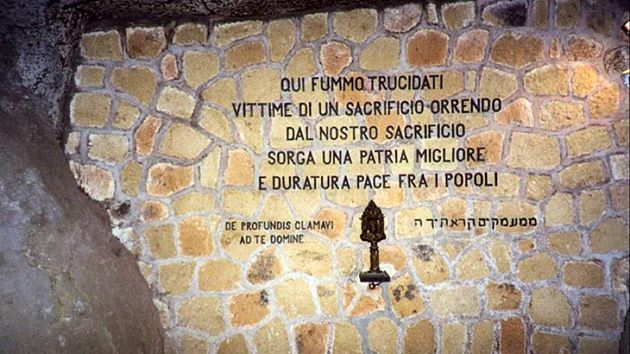 QUI FUMMO TRUCIDATI
VITTIME DI UN SACRIFICIO ORRENDO
DAL NOSTRO SACRIFICIO
SORGA UNA PATRIA MIGLIORE
E DURATURA PACE FRA I POPOLI
DE PROFUNDIS CLAMAVI
AD TE DOMINE...
ממעמקים קראתיך ה